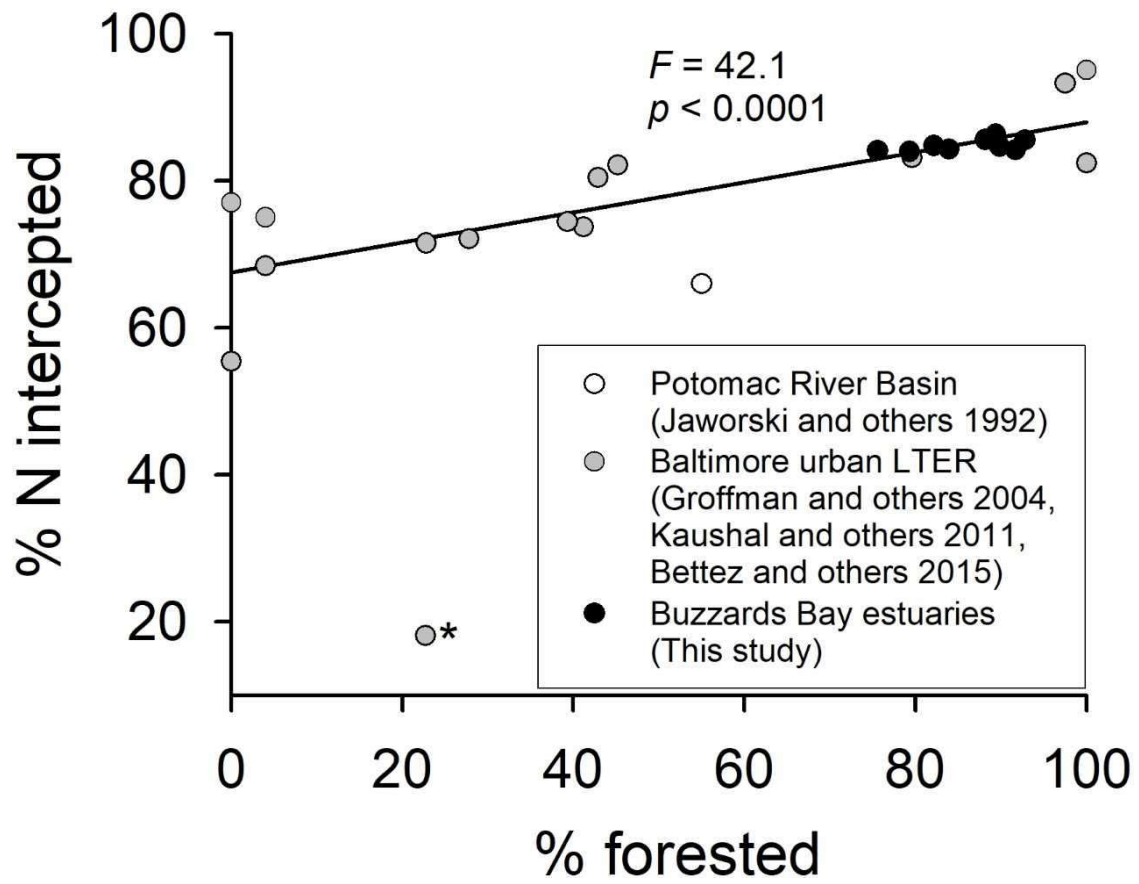 100
80
60
40
20
% N intercepted
F = 42.1
p < 0.0001
Potomac River Basin
(Jaworski and others 1992)
Baltimore urban LTER
(Groffman and others 2004,
Kaushal and others 2011,
Bettez and others 2015)
Buzzards Bay estuaries
(This study)
*
0 20 40 60 80 100
% forested